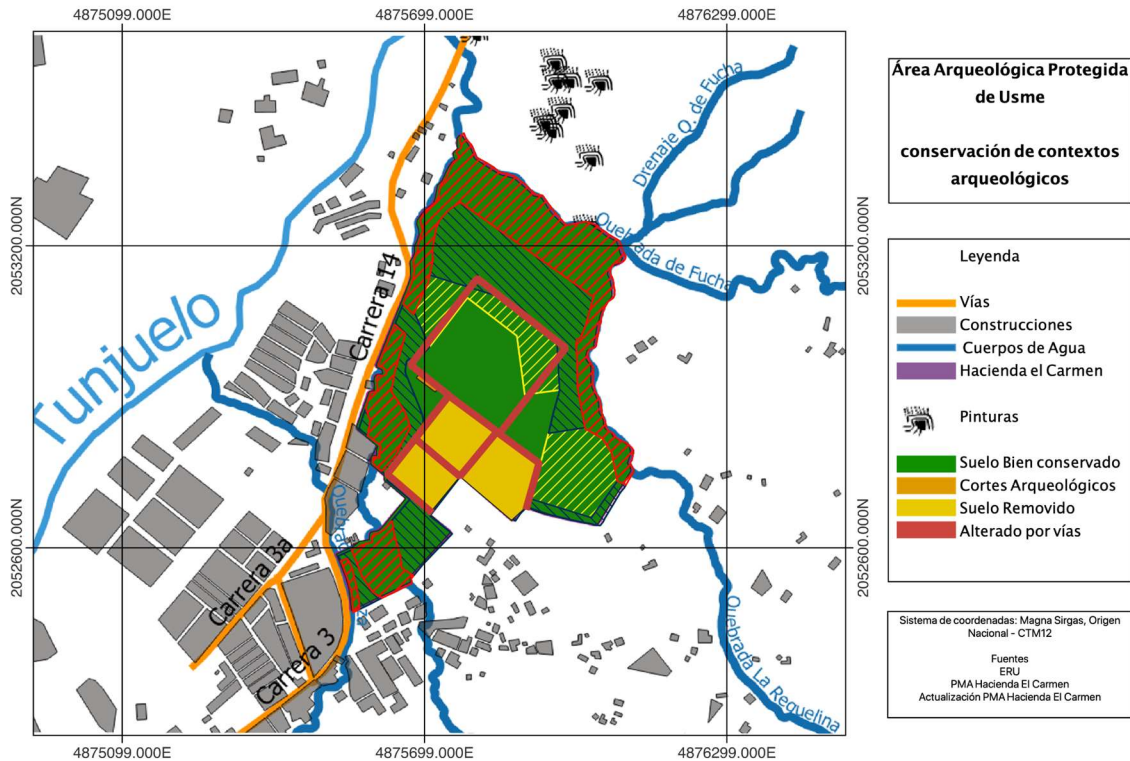 4875099.000E
4875699.000E
4876299.000E
2053200.000N
2053200.000N
2052600.000N
2052600.000N
Drenaje Q. de Fucha
Quebrada de Fucha
Tunjuelo
Carrera 14
Quebrada
Carrera 3a
Carrera 3
Quebrada La Requelina
4875099.000E
4875699.000E
4876299.000E
Área Arqueológica Protegida
de Usme
conservación de contextos
arqueológicos
Leyenda
Vías
Construcciones
Cuerpos de Agua
Hacienda el Carmen
Pinturas
Suelo Bien conservado
Cortes Arqueológicos
Suelo Removido
Alterado por vías
Sistema de coordenadas: Magna Sirgas, Origen
Nacional - CTM12
Fuentes
ERU
PMA Hacienda El Carmen
Actualización PMA Hacienda El Carmen